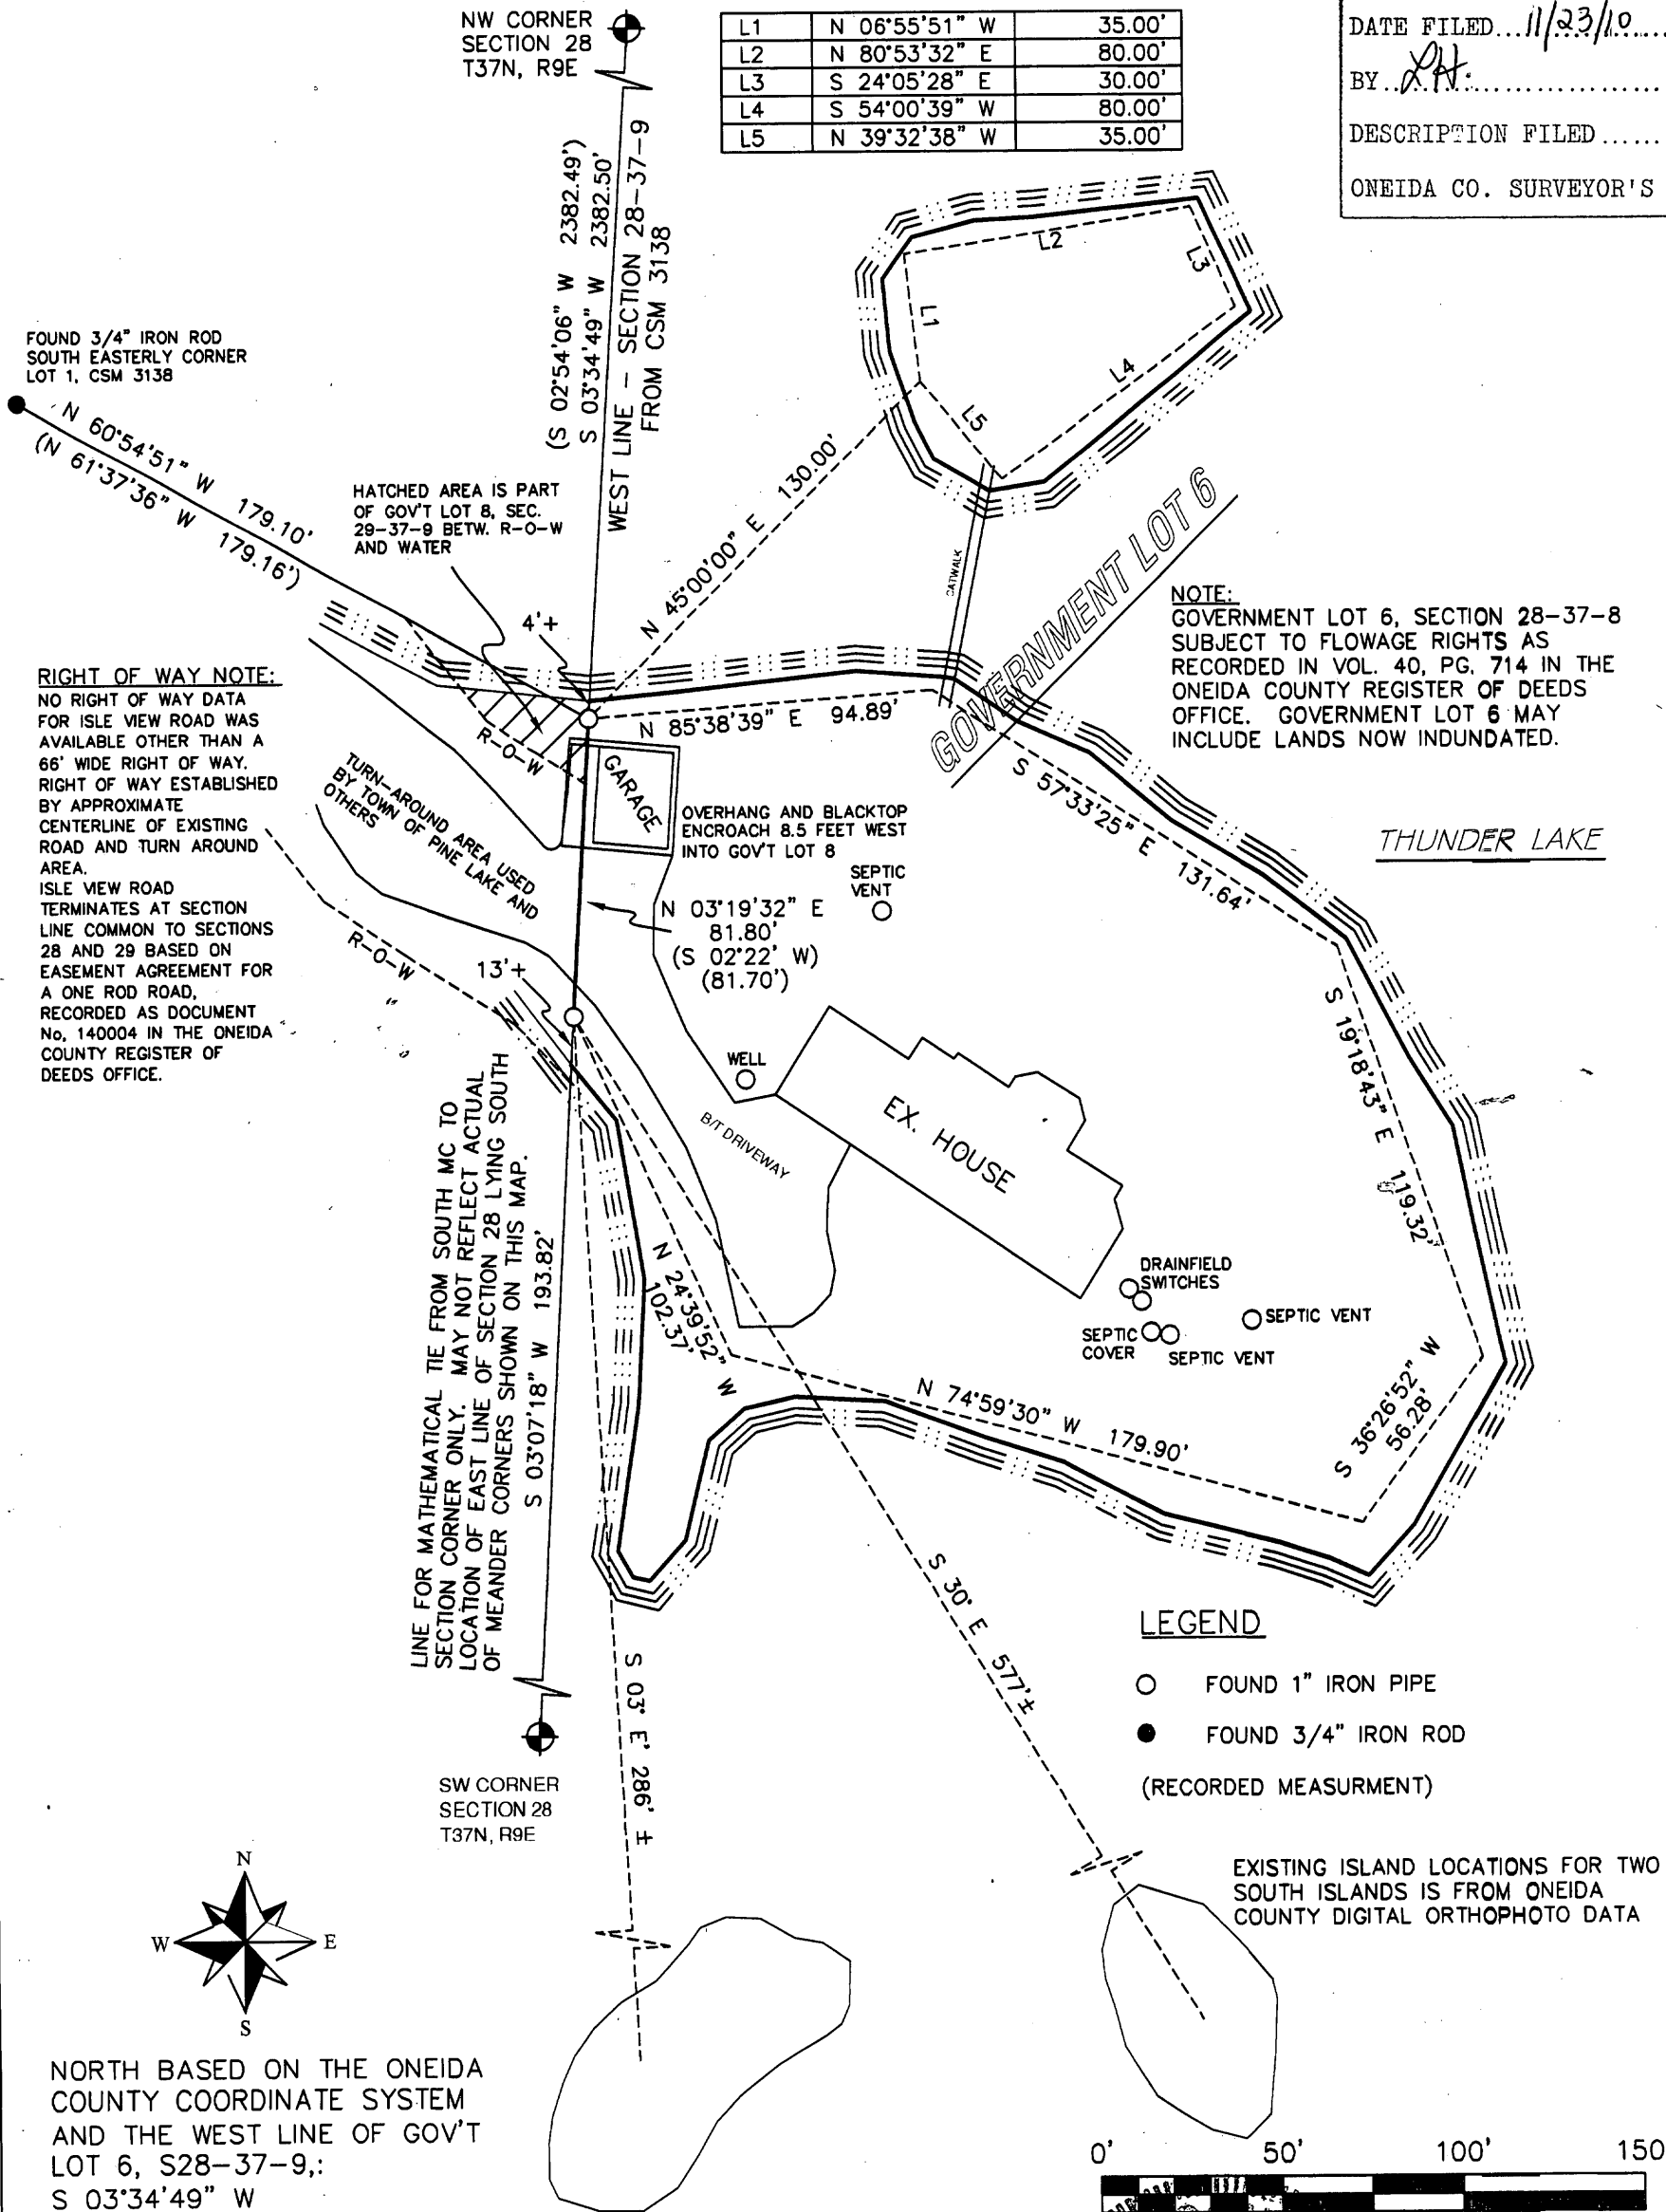 NW CORNER
SECTION 28
T37N, R9E
L1 N 06°55'51" W 35.00'
L2 N 80°53'32" E 80.00'
L3 S 24°05'28" E 30.00'
L4 S 54°00'39" W 80.00'
L5 N 39°32'38" W 35.00'
DATE FILED...11/23/10.....
BY..LH.................
DESCRIPTION FILED......
ONEIDA CO. SURVEYOR'S
(S 02°54'06" W 2382.49')
S 03°34'49" W 2382.50'
WEST LINE - SECTION 28-37-9
FROM CSM 3138
L1
L2
L3
L4
L5
FOUND 3/4" IRON ROD
SOUTH EASTERLY CORNER
LOT 1, CSM 3138
N 60°54'51" W 179.10'
(N 61°37'36" W 179.16')
HATCHED AREA IS PART
OF GOV'T LOT 8, SEC.
29-37-9 BETW. R-O-W
AND WATER
4'+
N 45°00'00" E 130.00'
CATWALK
GOVERNMENT LOT 6
NOTE:
GOVERNMENT LOT 6, SECTION 28-37-8
SUBJECT TO FLOWAGE RIGHTS AS
RECORDED IN VOL. 40, PG. 714 IN THE
ONEIDA COUNTY REGISTER OF DEEDS
OFFICE. GOVERNMENT LOT 6 MAY
INCLUDE LANDS NOW INDUNDATED.
THUNDER LAKE
RIGHT OF WAY NOTE:
NO RIGHT OF WAY DATA
FOR ISLE VIEW ROAD WAS
AVAILABLE OTHER THAN A
66' WIDE RIGHT OF WAY.
RIGHT OF WAY ESTABLISHED
BY APPROXIMATE
CENTERLINE OF EXISTING
ROAD AND TURN AROUND
AREA.
ISLE VIEW ROAD
TERMINATES AT SECTION
LINE COMMON TO SECTIONS
28 AND 29 BASED ON
EASEMENT AGREEMENT FOR
A ONE ROD ROAD,
RECORDED AS DOCUMENT
No, 140004 IN THE ONEIDA
COUNTY REGISTER OF
DEEDS OFFICE.
R-O-W
N 85°38'39" E 94.89'
GARAGE
TURN-AROUND AREA USED
BY TOWN OF PINE LAKE AND
OTHERS
OVERHANG AND BLACKTOP
ENCROACH 8.5 FEET WEST
INTO GOV'T LOT 8
S 57°33'25" E 131.64'
SEPTIC
VENT
N 03°19'32" E
81.80'
(S 02°22' W)
(81.70')
R-O-W
13'+
S 19°18'43" E 119.32'
WELL
B/T DRIVEWAY
EX. HOUSE
LINE FOR MATHEMATICAL TIE FROM SOUTH MC TO
SECTION CORNER ONLY. MAY NOT REFLECT ACTUAL
LOCATION OF EAST LINE OF SECTION 28 LYING SOUTH
OF MEANDER CORNERS SHOWN ON THIS MAP.
S 03°07'18" W 193.82'
N 24°39'52" W
102.37'
DRAINFIELD
SWITCHES
SEPTIC VENT
SEPTIC
COVER
SEPTIC VENT
N 74°59'30" W 179.90'
S 36°26'52" W
56.28'
S 30° E 577'±
S 03° E 286' ±
SW CORNER
SECTION 28
T37N, R9E
LEGEND
FOUND 1" IRON PIPE
FOUND 3/4" IRON ROD
(RECORDED MEASURMENT)
EXISTING ISLAND LOCATIONS FOR TWO
SOUTH ISLANDS IS FROM ONEIDA
COUNTY DIGITAL ORTHOPHOTO DATA
N
W E
S
NORTH BASED ON THE ONEIDA
COUNTY COORDINATE SYSTEM
AND THE WEST LINE OF GOV'T
LOT 6, S28-37-9,:
S 03°34'49" W
0' 50' 100' 150